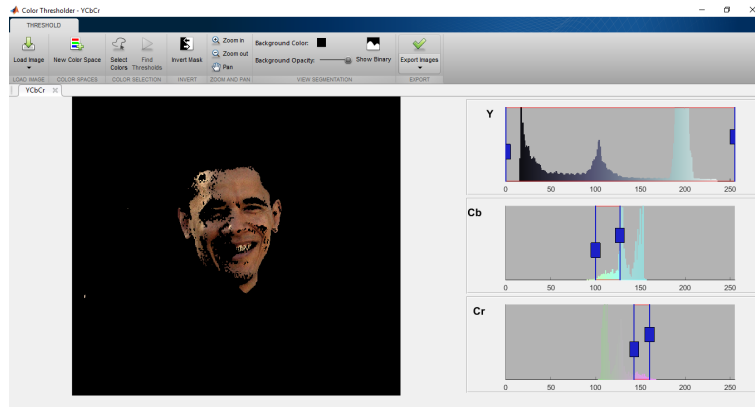 Color Thresholder - YCbCr
THRESHOLD
Load Image
New Color Space
Select Colors
Find Thresholds
Invert Mask
Zoom in
Zoom out
Pan
Background Color:
Background Opacity:
Show Binary
Export Images
LOAD IMAGE
COLOR SPACES
COLOR SELECTION
INVERT
ZOOM AND PAN
VIEW SEGMENTATION
EXPORT
YCbCr
Y
0 50 100 150 200 250
Cb
0 50 100 150 200 250
Cr
0 50 100 150 200 250